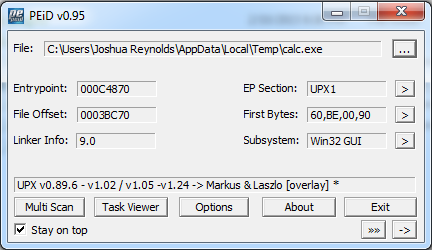 PEiD v0.95
File: C:\Users\Joshua Reynolds\AppData\Local\Temp\calc.exe ...
Entrypoint: 000C4870 EP Section: UPX1 >
File Offset: 0003BC70 First Bytes: 60,BE,00,90 >
Linker Info: 9.0 Subsystem: Win32 GUI >
UPX v0.89.6 - v1.02 / v1.05 -v1.24 -> Markus & Laszlo [overlay] *
Multi Scan Task Viewer Options About Exit
Stay on top »» ->